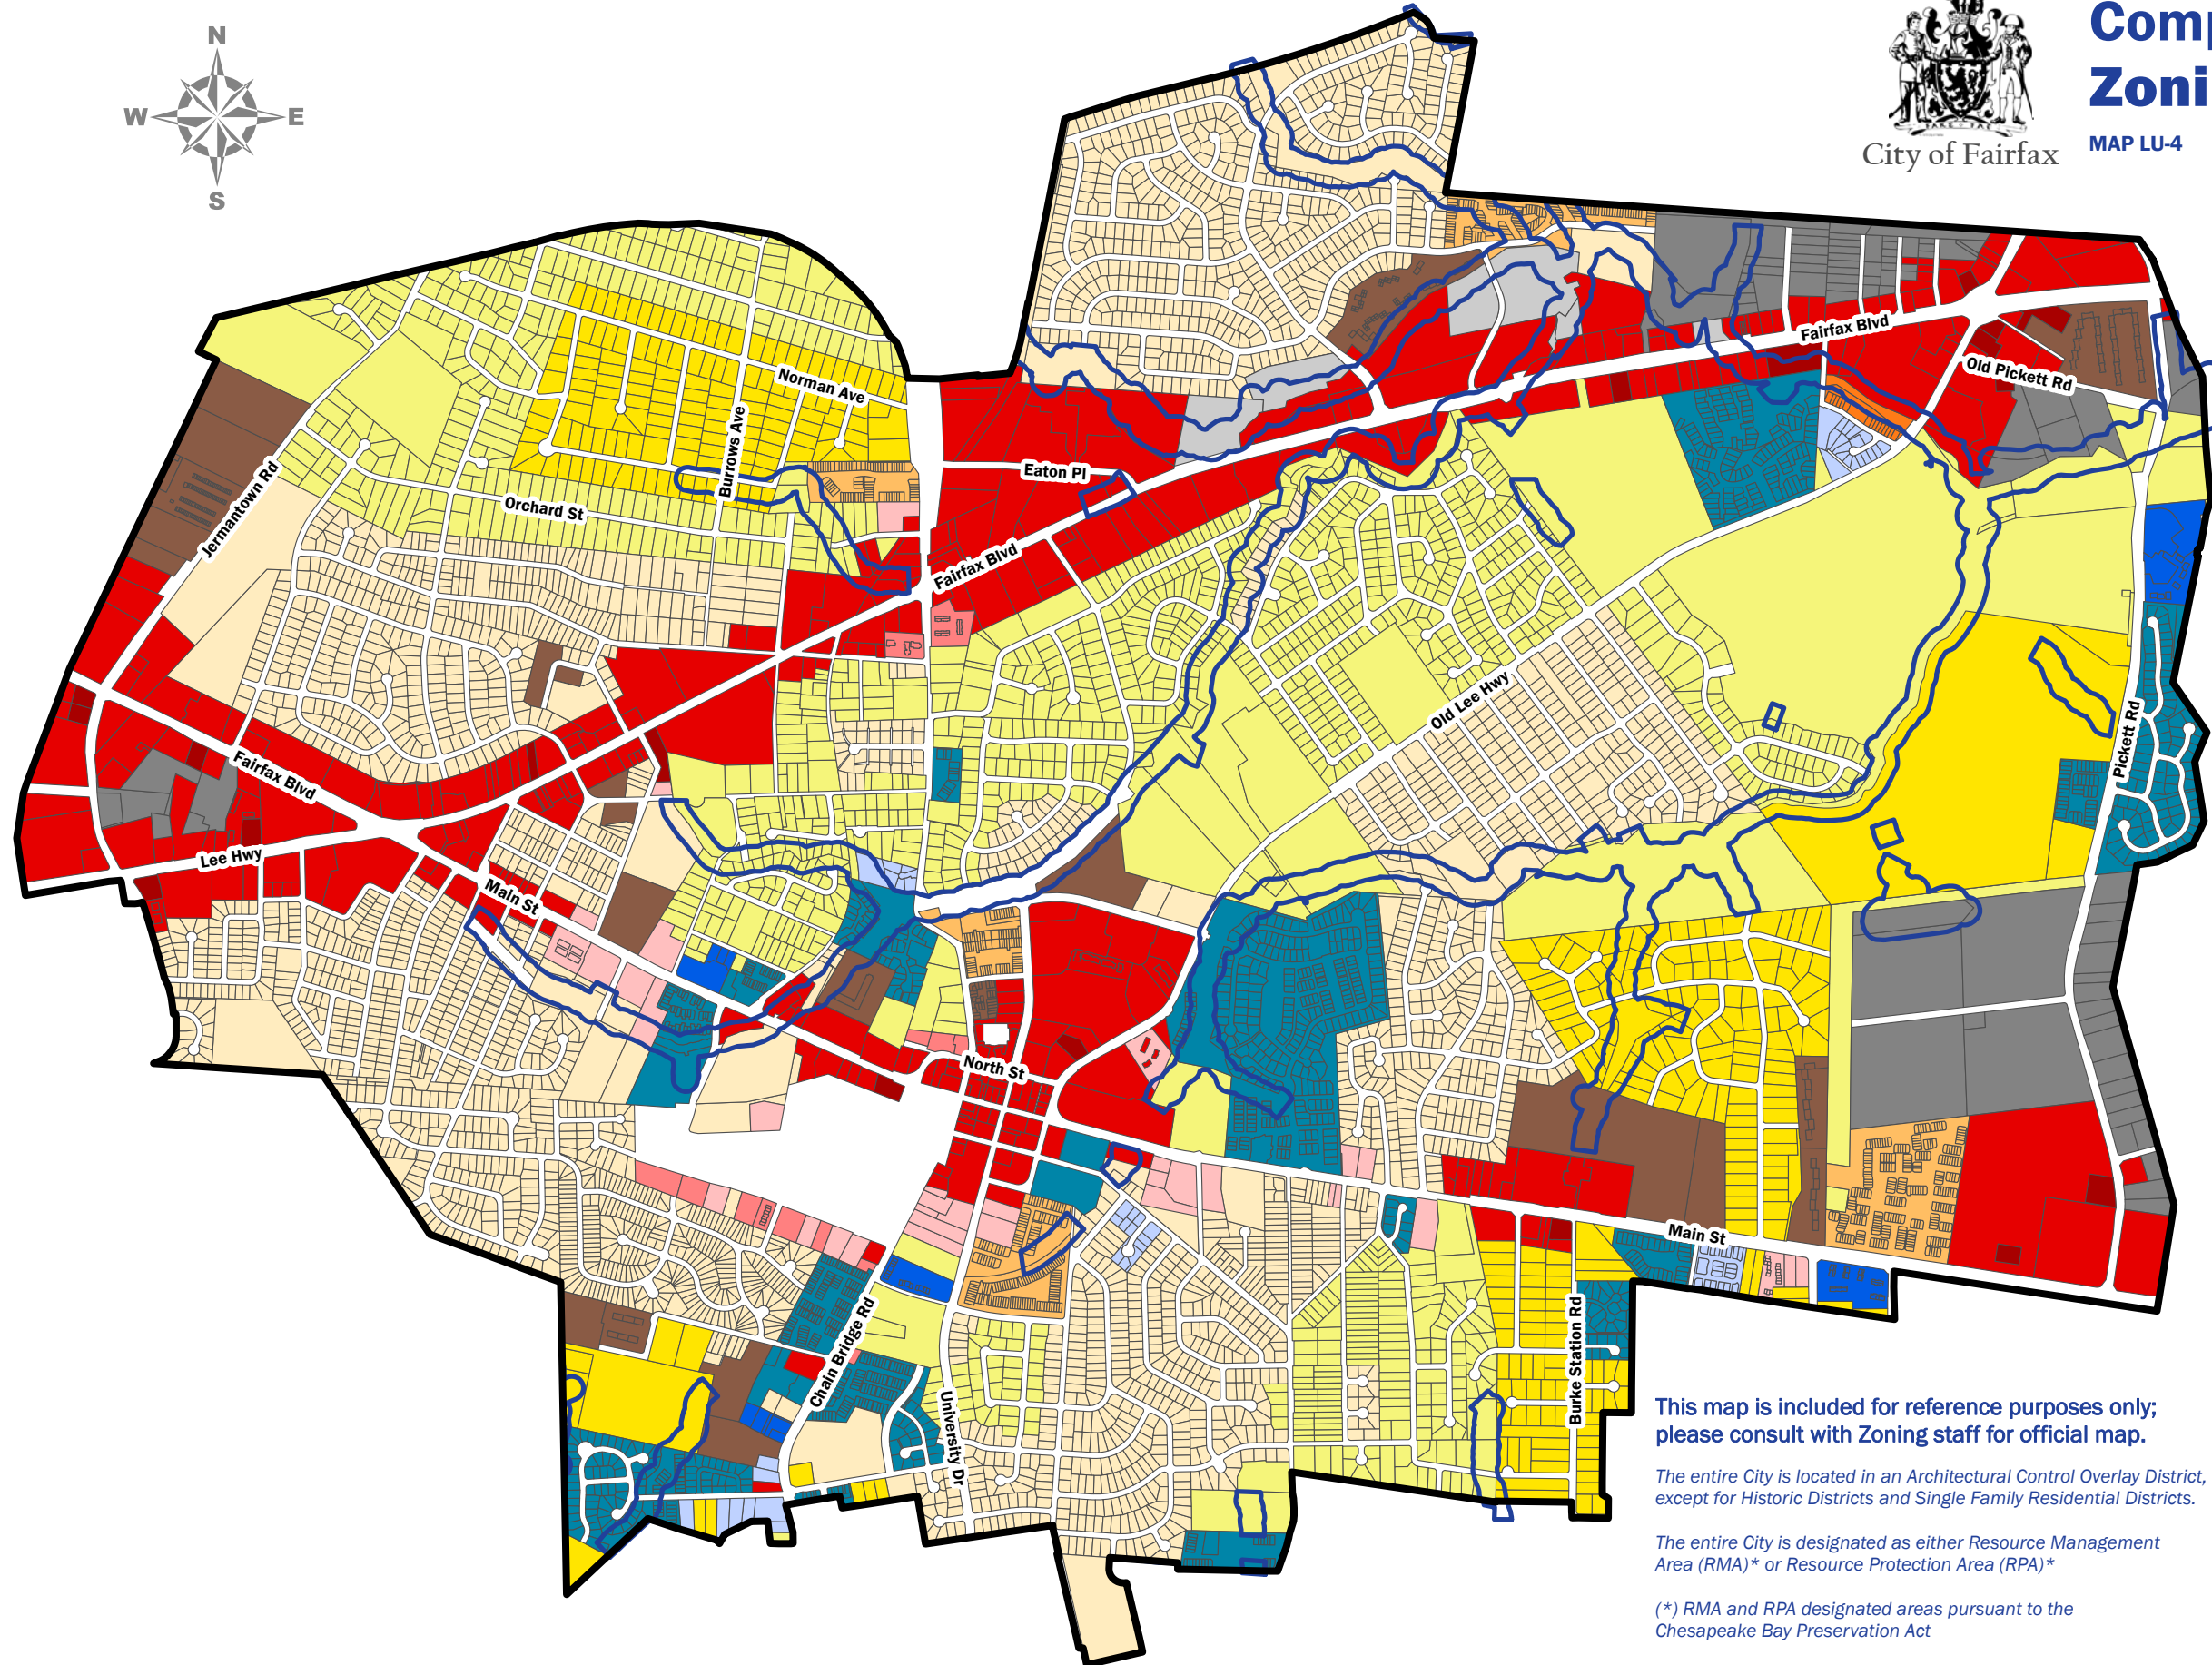 N
W
E
S
City of Fairfax
MAP LU-4
Norman Ave
Burrows Ave
Orchard St
Jermantown Rd
Eaton Pl
Fairfax Blvd
Fairfax Blvd
Old Pickett Rd
Old Lee Hwy
Pickett Rd
Fairfax Blvd
Lee Hwy
Main St
North St
Main St
Chain Bridge Rd
University Dr
Burke Station Rd
This map is included for reference purposes only;
please consult with Zoning staff for official map.
The entire City is located in an Architectural Control Overlay District,
except for Historic Districts and Single Family Residential Districts.
The entire City is designated as either Resource Management
Area (RMA)* or Resource Protection Area (RPA)*
(*) RMA and RPA designated areas pursuant to the
Chesapeake Bay Preservation Act